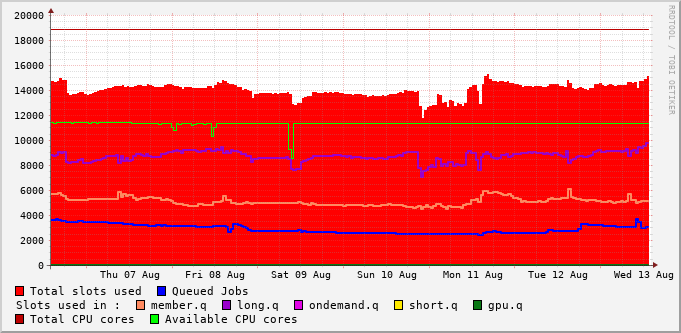 RRDTOOL / TOBI OETIKER
20000
18000
16000
14000
12000
10000
8000
6000
4000
2000
0
Thu 07 Aug Fri 08 Aug Sat 09 Aug Sun 10 Aug Mon 11 Aug Tue 12 Aug Wed 13 Aug
Total slots used Queued Jobs
Slots used in : member.q long.q ondemand.q short.q gpu.q
Total CPU cores Available CPU cores